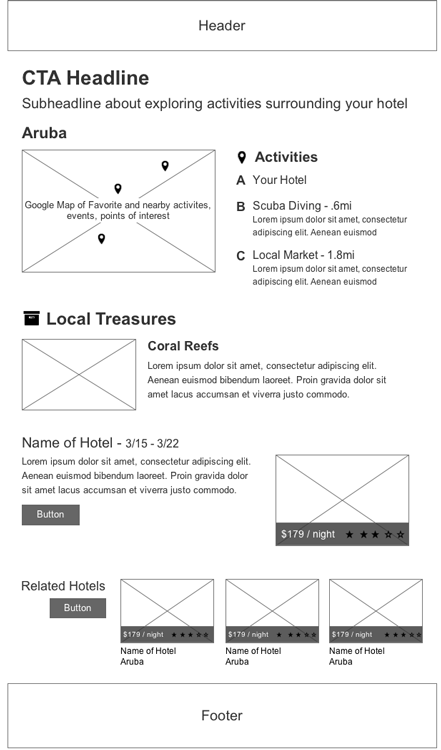 Header
CTA Headline
Subheadline about exploring activities surrounding your hotel
Aruba
Google Map of Favorite and nearby activites,
events, points of interest
Activities
A Your Hotel
B Scuba Diving - .6mi
Lorem ipsum dolor sit amet, consectetur
adipiscing elit. Aenean euismod
C Local Market - 1.8mi
Lorem ipsum dolor sit amet, consectetur
adipiscing elit. Aenean euismod
Local Treasures
Coral Reefs
Lorem ipsum dolor sit amet, consectetur adipiscing elit.
Aenean euismod bibendum laoreet. Proin gravida dolor sit
amet lacus accumsan et viverra justo commodo.
Name of Hotel - 3/15 - 3/22
Lorem ipsum dolor sit amet, consectetur adipiscing elit.
Aenean euismod bibendum laoreet. Proin gravida dolor
sit amet lacus accumsan et viverra justo commodo.
Button
$179 / night
Related Hotels
Button
$179 / night
Name of Hotel
Aruba
$179 / night
Name of Hotel
Aruba
$179 / night
Name of Hotel
Aruba
Footer